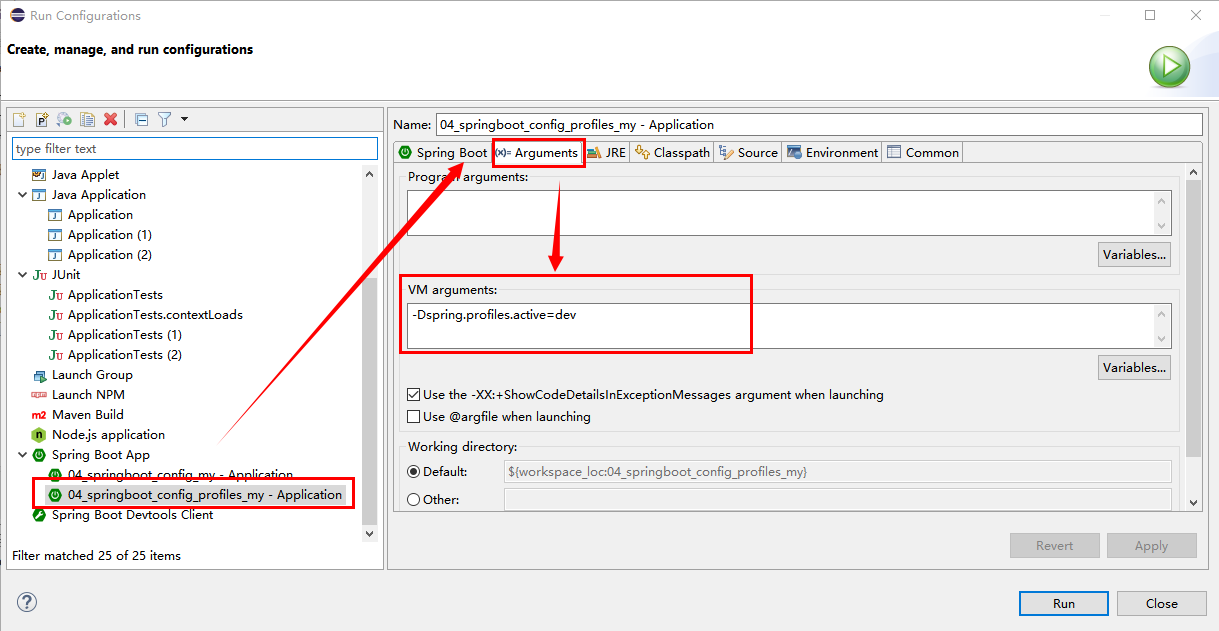 Run Configurations
Create, manage, and run configurations
type filter text
Java Applet
Java Application
Application
Application (1)
Application (2)
JUnit
ApplicationTests
ApplicationTests.contextLoads
ApplicationTests (1)
ApplicationTests (2)
Launch Group
Launch NPM
Maven Build
Node.js application
Spring Boot App
04_springboot_config_my - Application
04_springboot_config_profiles_my - Application
Spring Boot Devtools Client
Filter matched 25 of 25 items
Name: 04_springboot_config_profiles_my - Application
Spring Boot (x)= Arguments JRE Classpath Source Environment Common
Program arguments:
Variables...
VM arguments:
-Dspring.profiles.active=dev
Variables...
Use the -XX:+ShowCodeDetailsInExceptionMessages argument when launching
Use @argfile when launching
Working directory:
Default: ${workspace_loc:04_springboot_config_profiles_my}
Other:
Revert Apply
Run Close